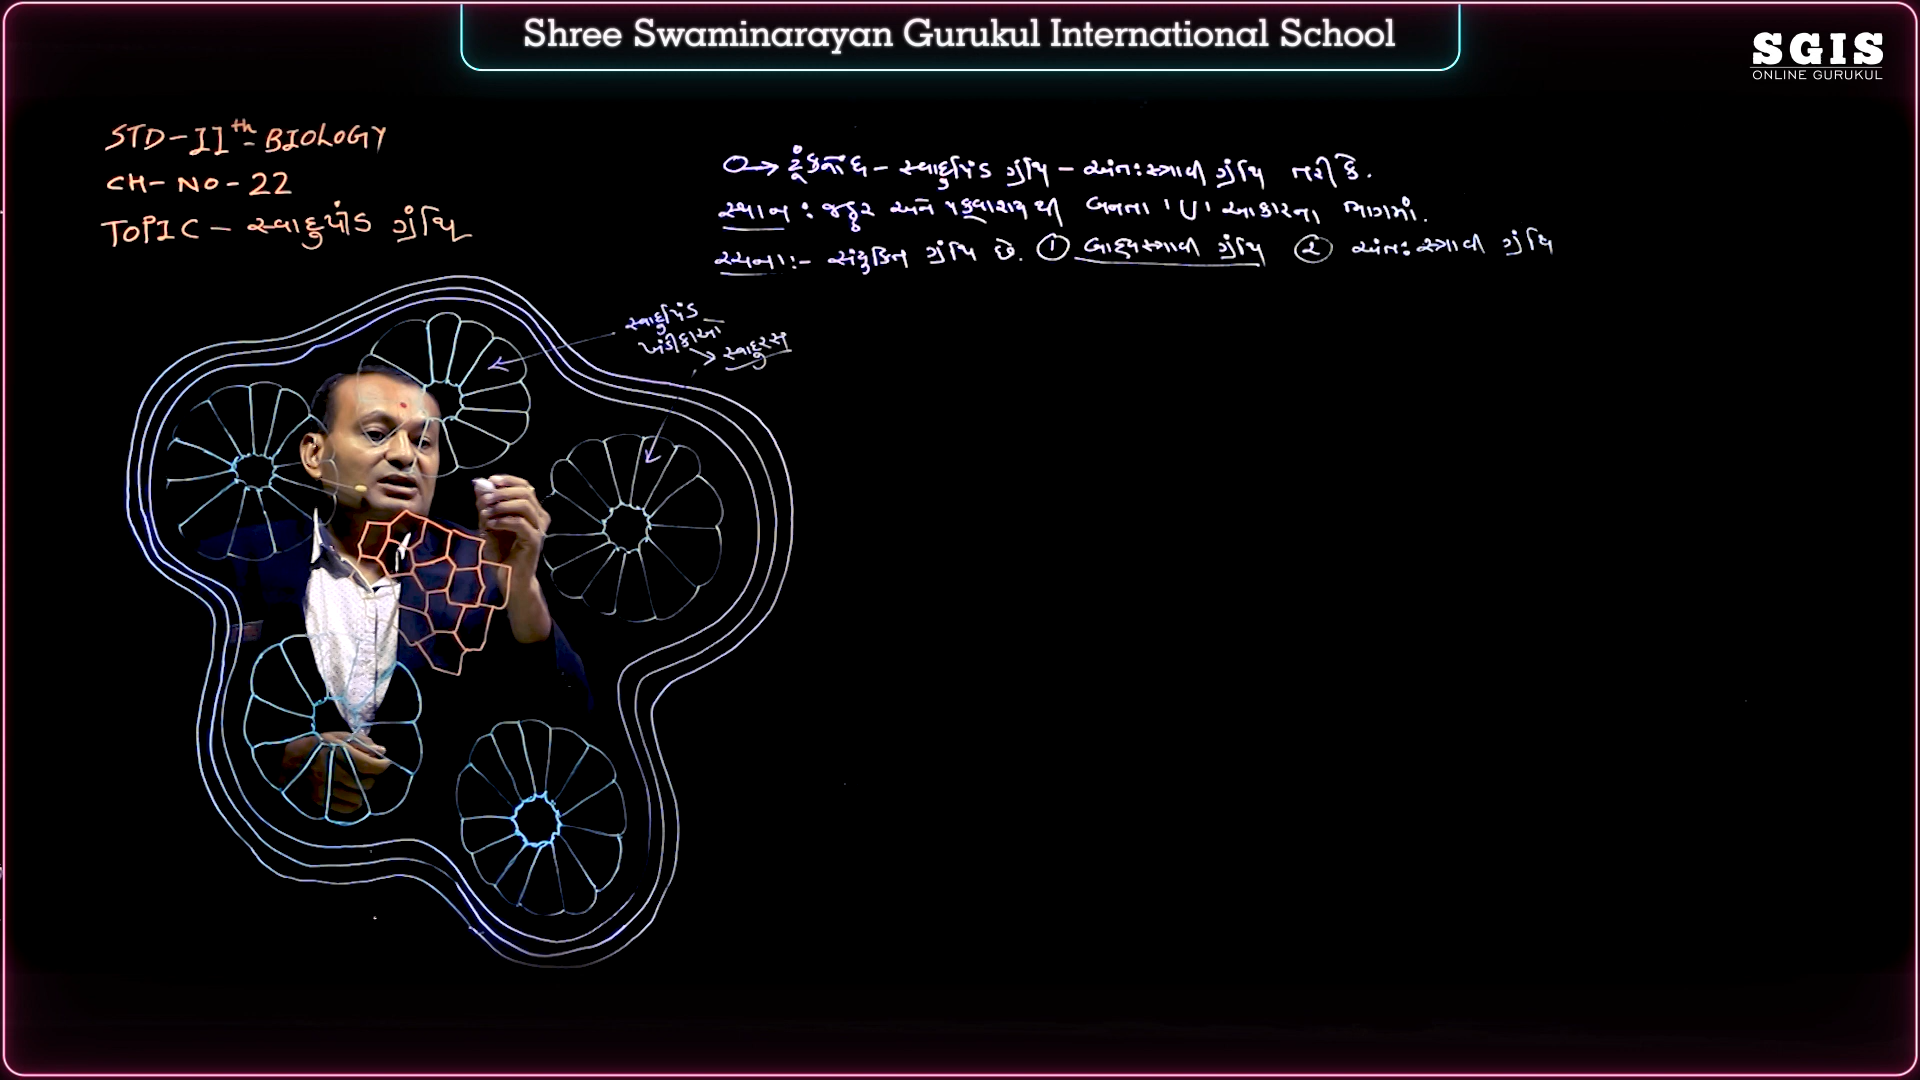 Shree Swaminarayan Gurukul International School
SGIS
ONLINE GURUKUL
STD-11th - BIOLOGY
CH-NO-22
TOPIC - સ્વાદુપીંડ ગ્રંથિ
→ ટૂંકનોંધ - સ્વાદુપિંડ ગ્રંથિ - અંતઃસ્ત્રાવી ગ્રંથિ તરીકે.
સ્થાન : જઠર અને પક્વાશયથી બનતા 'U' આકારના ભાગમાં.
રચના :- સંયુકિત ગ્રંથિ છે. ① બાહ્યસ્ત્રાવી ગ્રંથિ ② અંતઃસ્ત્રાવી ગ્રંથિ
સ્વાદુપિંડ
ખંડીકાઓ
→ સ્વાદુરસ